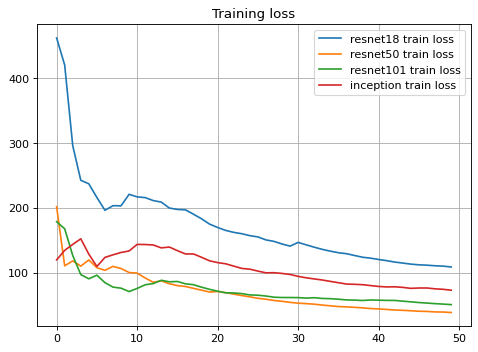 Training loss
resnet18 train loss
resnet50 train loss
resnet101 train loss
inception train loss
400
300
200
100
0 10 20 30 40 50